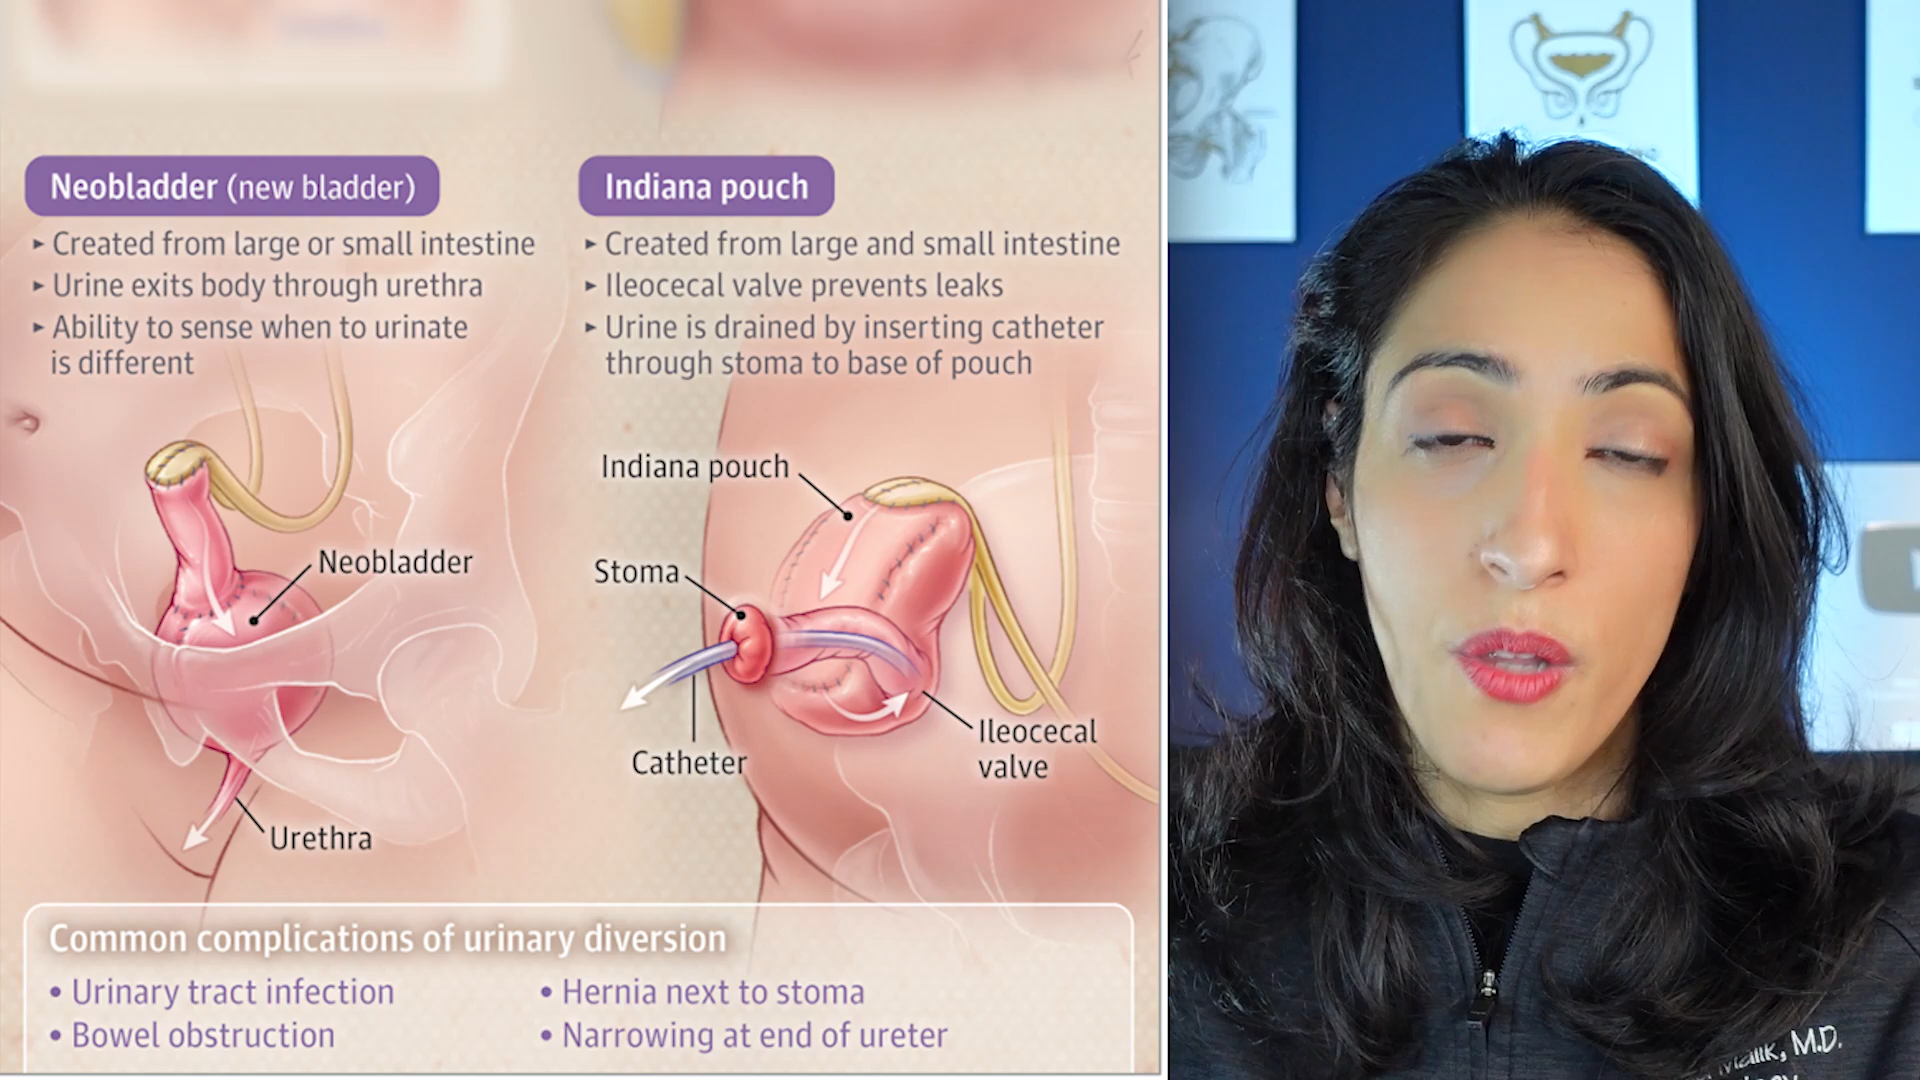 Neobladder (new bladder)
▸ Created from large or small intestine
▸ Urine exits body through urethra
▸ Ability to sense when to urinate
is different
Neobladder
Urethra
Indiana pouch
▸ Created from large and small intestine
▸ Ileocecal valve prevents leaks
▸ Urine is drained by inserting catheter
through stoma to base of pouch
Indiana pouch
Stoma
Catheter
Ileocecal
valve
Common complications of urinary diversion
• Urinary tract infection
• Bowel obstruction
• Hernia next to stoma
• Narrowing at end of ureter
Malik, M.D.